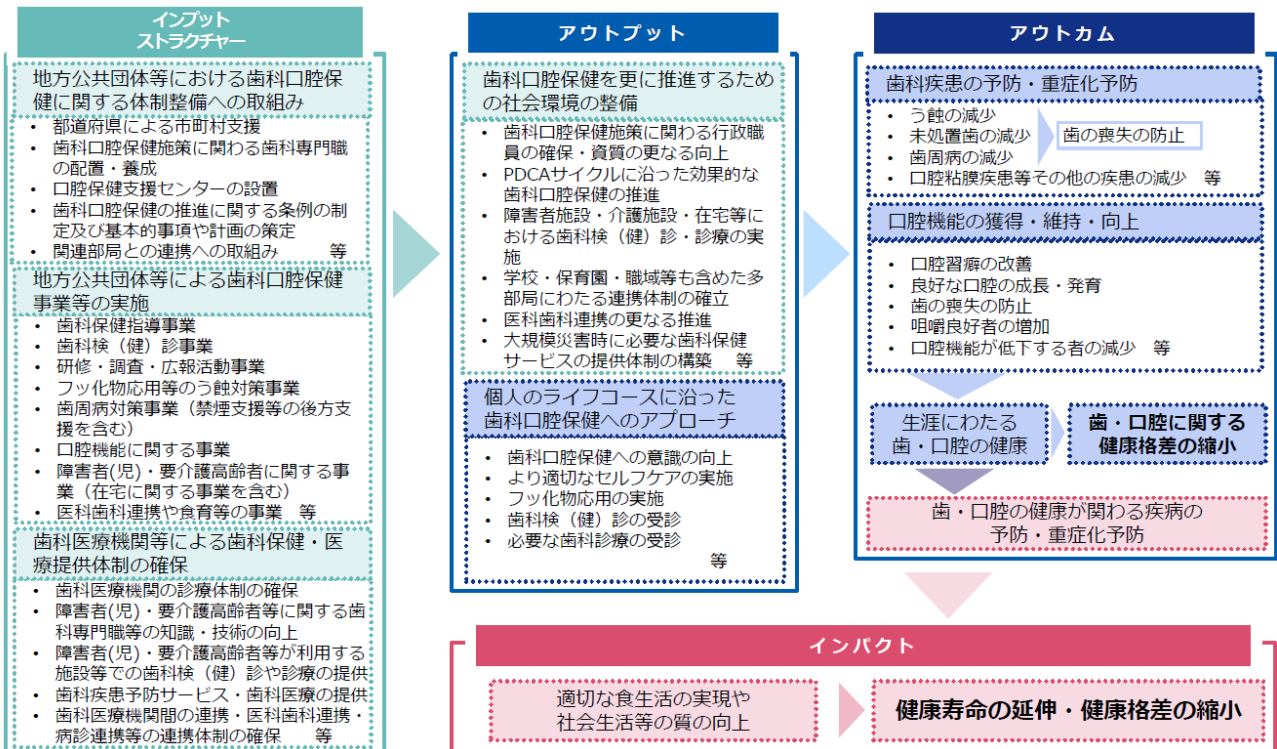 インプット
ストラクチャー
地方公共団体等における歯科口腔保
健に関する体制整備への取組み
• 都道府県による市町村支援
• 歯科口腔保健施策に関わる歯科専門職
の配置・養成
• 口腔保健支援センターの設置
• 歯科口腔保健の推進に関する条例の制
定及び基本的事項や計画の策定
• 関連部局との連携への取組み 等
地方公共団体等による歯科口腔保健
事業等の実施
• 歯科保健指導事業
• 歯科検（健）診事業
• 研修・調査・広報活動事業
• フッ化物応用等のう蝕対策事業
• 歯周病対策事業（禁煙支援等の後方支
援を含む）
• 口腔機能に関する事業
• 障害者(児)・要介護高齢者に関する事
業（在宅に関する事業を含む）
• 医科歯科連携や食育等の事業 等
歯科医療機関等による歯科保健・医
療提供体制の確保
• 歯科医療機関の診療体制の確保
• 障害者(児)・要介護高齢者等に関する歯
科専門職等の知識・技術の向上
• 障害者(児)・要介護高齢者等が利用する
施設等での歯科検（健）診や診療の提供
• 歯科疾患予防サービス・歯科医療の提供
• 歯科医療機関間の連携・医科歯科連携・
病診連携等の連携体制の確保 等
アウトプット
歯科口腔保健を更に推進するため
の社会環境の整備
• 歯科口腔保健施策に関わる行政職
員の確保・資質の更なる向上
• PDCAサイクルに沿った効果的な
歯科口腔保健の推進
• 障害者施設・介護施設・在宅等に
おける歯科検（健）診・診療の実
施
• 学校・保育園・職域等も含めた多
部局にわたる連携体制の確立
• 医科歯科連携の更なる推進
• 大規模災害時に必要な歯科保健
サービスの提供体制の構築 等
個人のライフコースに沿った
歯科口腔保健へのアプローチ
• 歯科口腔保健への意識の向上
• より適切なセルフケアの実施
• フッ化物応用の実施
• 歯科検（健）診の受診
• 必要な歯科診療の受診
等
アウトカム
歯科疾患の予防・重症化予防
• う蝕の減少
• 未処置歯の減少
• 歯周病の減少
• 口腔粘膜疾患等その他の疾患の減少 等
歯の喪失の防止
口腔機能の獲得・維持・向上
• 口腔習癖の改善
• 良好な口腔の成長・発育
• 歯の喪失の防止
• 咀嚼良好者の増加
• 口腔機能が低下する者の減少 等
生涯にわたる
歯・口腔の健康
歯・口腔に関する
健康格差の縮小
歯・口腔の健康が関わる疾病の
予防・重症化予防
インパクト
適切な食生活の実現や
社会生活等の質の向上
健康寿命の延伸・健康格差の縮小